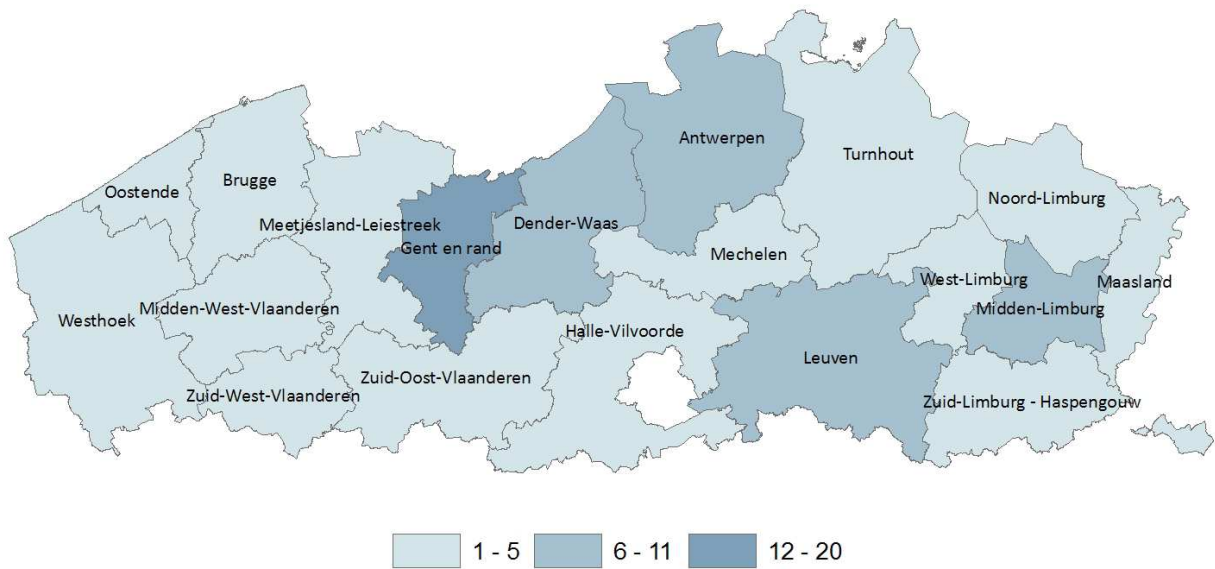 Antwerpen
Turnhout
Brugge
Oostende
Noord-Limburg
Meetjesland-Leiestreek
Dender-Waas
Gent en rand
Mechelen
West-Limburg
Maasland
Midden-West-Vlaanderen
Midden-Limburg
Westhoek
Halle-Vilvoorde
Leuven
Zuid-Oost-Vlaanderen
Zuid-West-Vlaanderen
Zuid-Limburg - Haspengouw
1 - 5
6 - 11
12 - 20